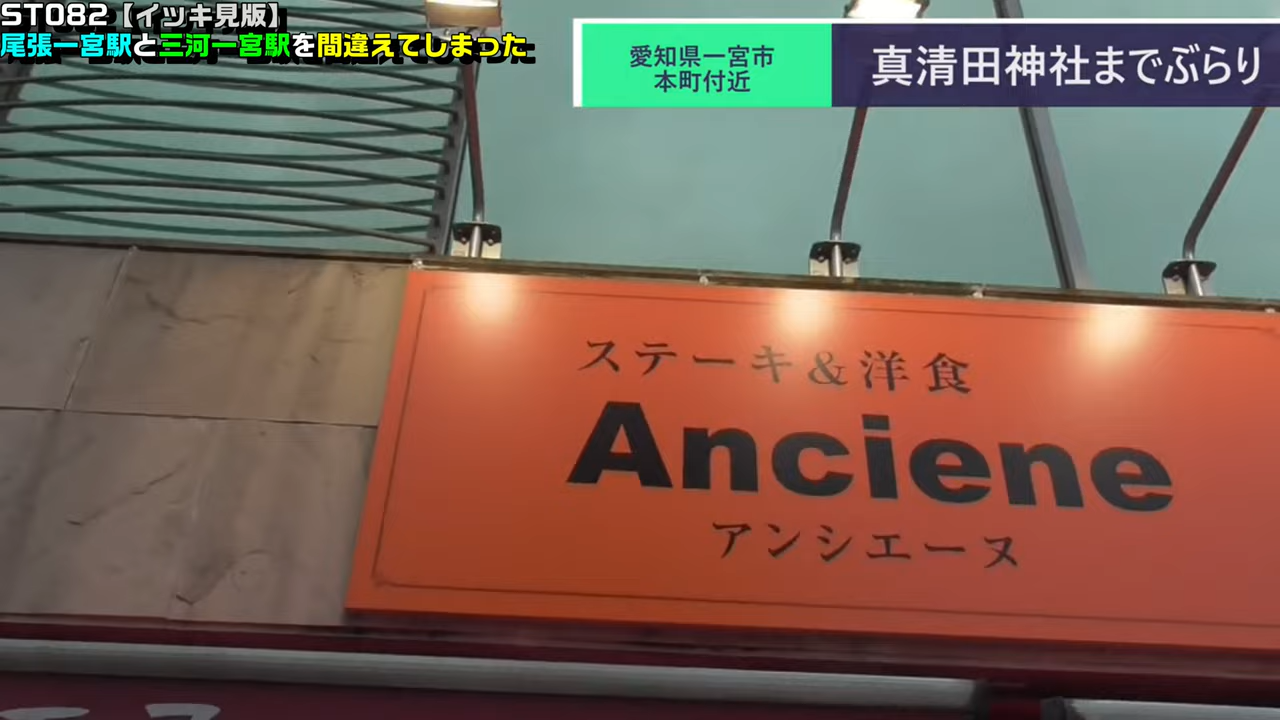 ST082【イッキ見版】
尾張一宮駅と三河一宮駅を間違えてしまった
愛知県一宮市
本町付近
真清田神社までぶらり
ステーキ&洋食
Anciene
アンシエーヌ